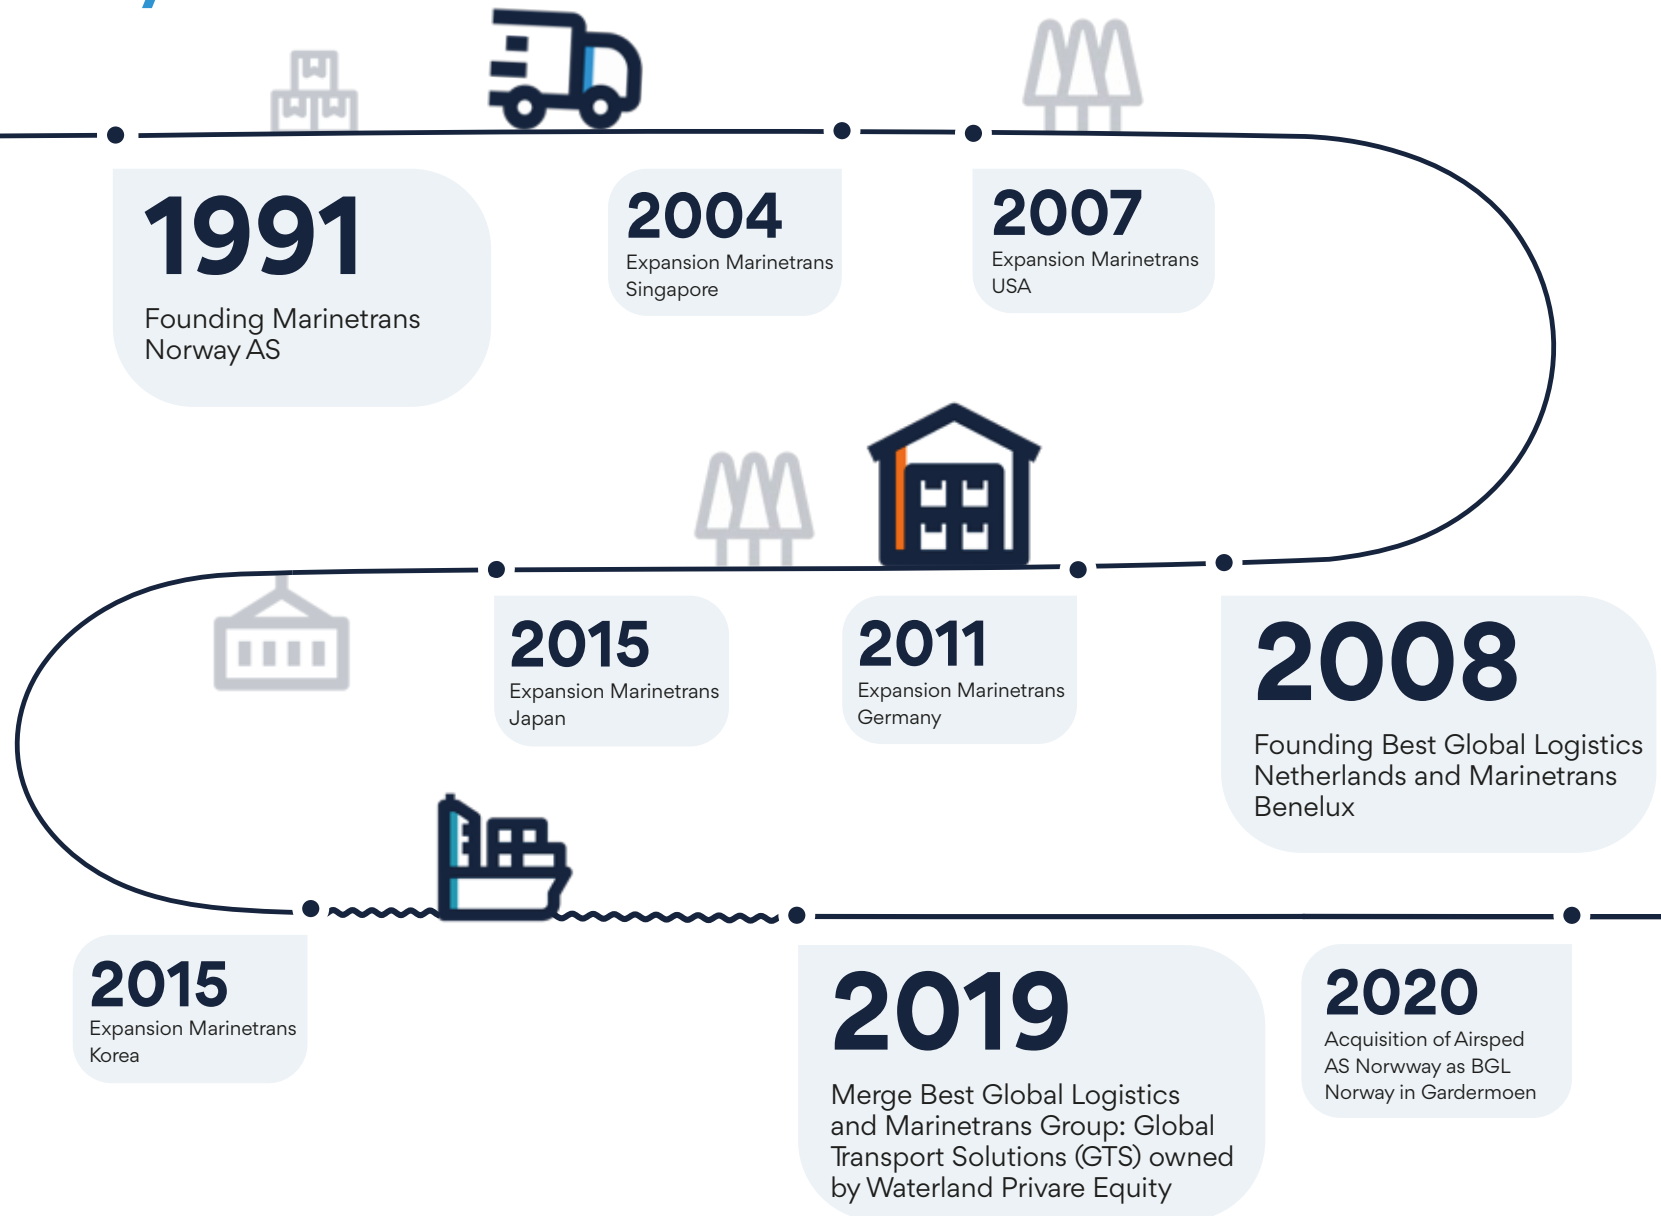 1991
Founding Marinetrans
Norway AS
2004
Expansion Marinetrans
Singapore
2007
Expansion Marinetrans
USA
2008
Founding Best Global Logistics
Netherlands and Marinetrans
Benelux
2011
Expansion Marinetrans
Germany
2015
Expansion Marinetrans
Japan
2015
Expansion Marinetrans
Korea
2019
Merge Best Global Logistics
and Marinetrans Group: Global
Transport Solutions (GTS) owned
by Waterland Privare Equity
2020
Acquisition of Airsped
AS Norwway as BGL
Norway in Gardermoen